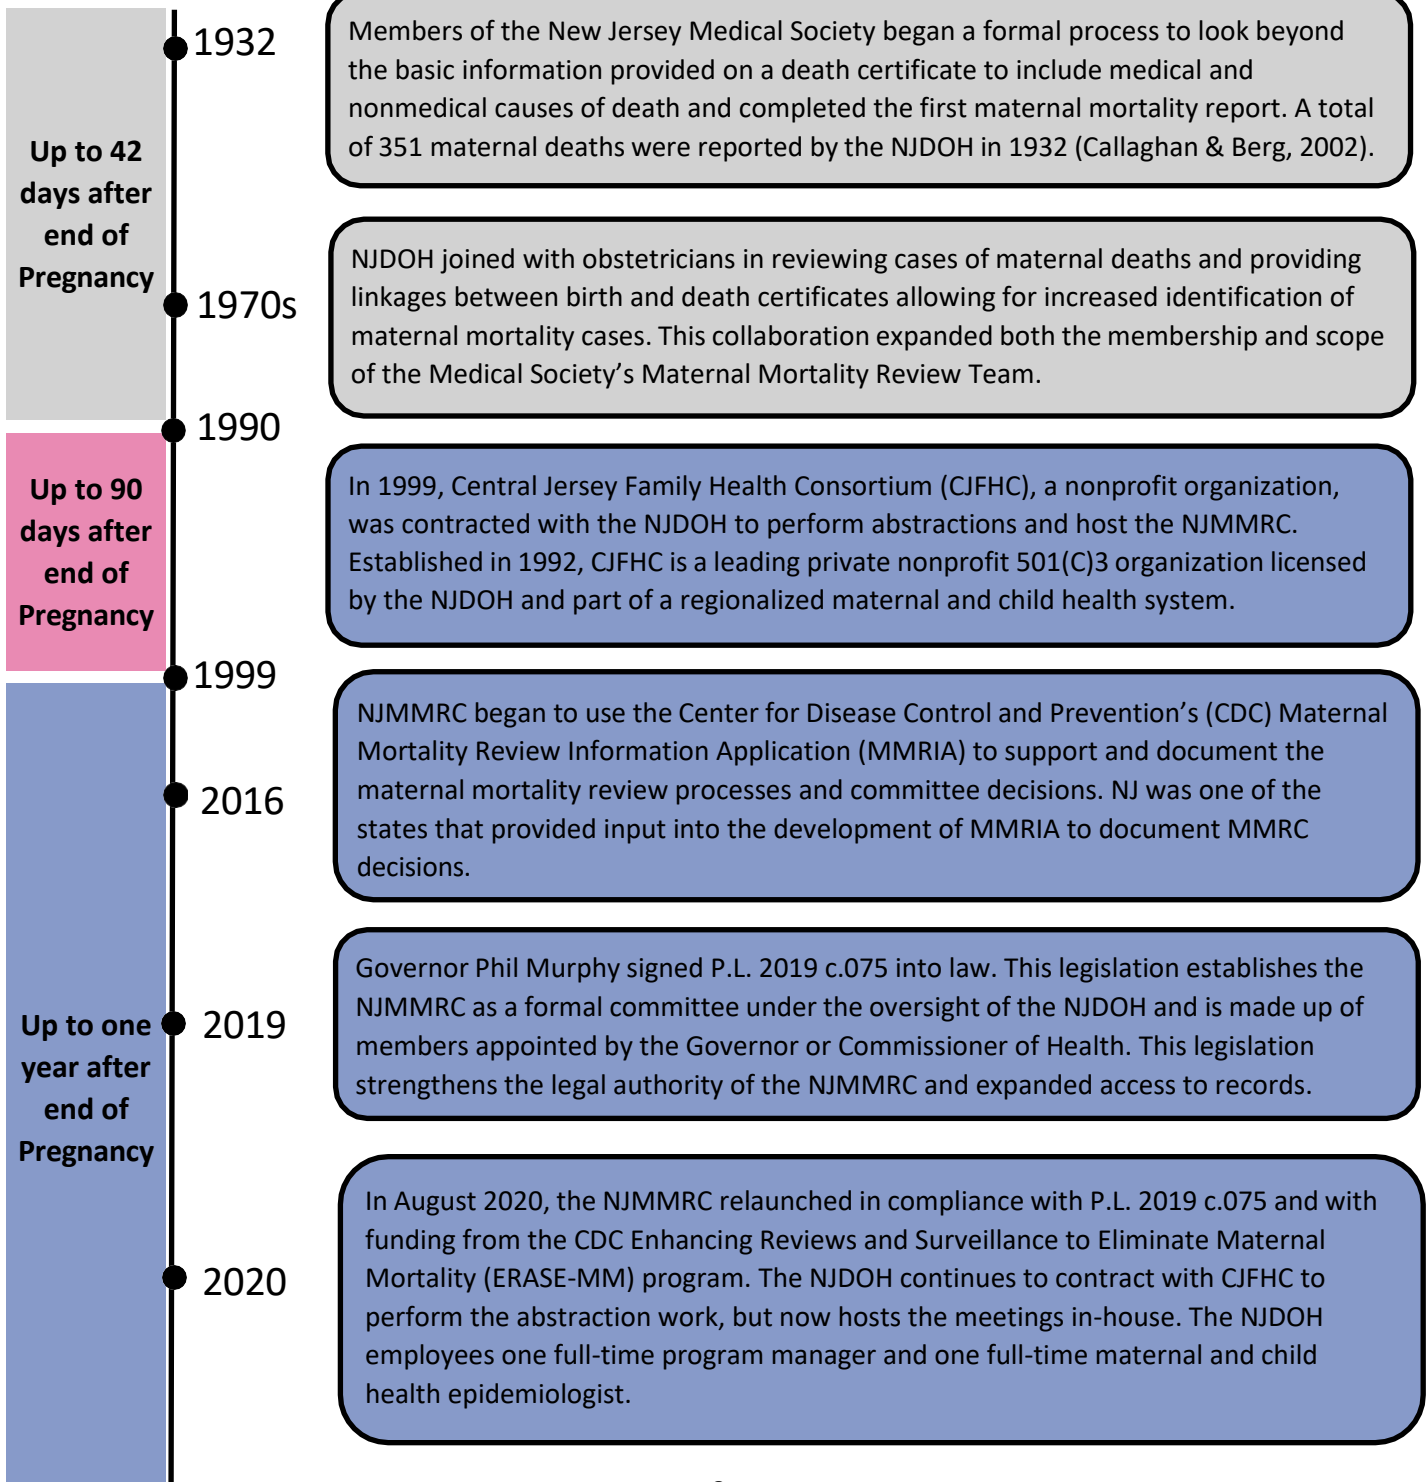 1932
Members of the New Jersey Medical Society began a formal process to look beyond
the basic information provided on a death certificate to include medical and
nonmedical causes of death and completed the first maternal mortality report. A total
of 351 maternal deaths were reported by the NJDOH in 1932 (Callaghan & Berg, 2002).
Up to 42
days after
end of
Pregnancy
1970s
NJDOH joined with obstetricians in reviewing cases of maternal deaths and providing
linkages between birth and death certificates allowing for increased identification of
maternal mortality cases. This collaboration expanded both the membership and scope
of the Medical Society’s Maternal Mortality Review Team.
1990
Up to 90
days after
end of
Pregnancy
In 1999, Central Jersey Family Health Consortium (CJFHC), a nonprofit organization,
was contracted with the NJDOH to perform abstractions and host the NJMMRC.
Established in 1992, CJFHC is a leading private nonprofit 501(C)3 organization licensed
by the NJDOH and part of a regionalized maternal and child health system.
1999
NJMMRC began to use the Center for Disease Control and Prevention’s (CDC) Maternal
Mortality Review Information Application (MMRIA) to support and document the
maternal mortality review processes and committee decisions. NJ was one of the
states that provided input into the development of MMRIA to document MMRC
decisions.
2016
Governor Phil Murphy signed P.L. 2019 c.075 into law. This legislation establishes the
NJMMRC as a formal committee under the oversight of the NJDOH and is made up of
members appointed by the Governor or Commissioner of Health. This legislation
strengthens the legal authority of the NJMMRC and expanded access to records.
Up to one
year after
end of
Pregnancy
2019
In August 2020, the NJMMRC relaunched in compliance with P.L. 2019 c.075 and with
funding from the CDC Enhancing Reviews and Surveillance to Eliminate Maternal
Mortality (ERASE-MM) program. The NJDOH continues to contract with CJFHC to
perform the abstraction work, but now hosts the meetings in-house. The NJDOH
employees one full-time program manager and one full-time maternal and child
health epidemiologist.
2020